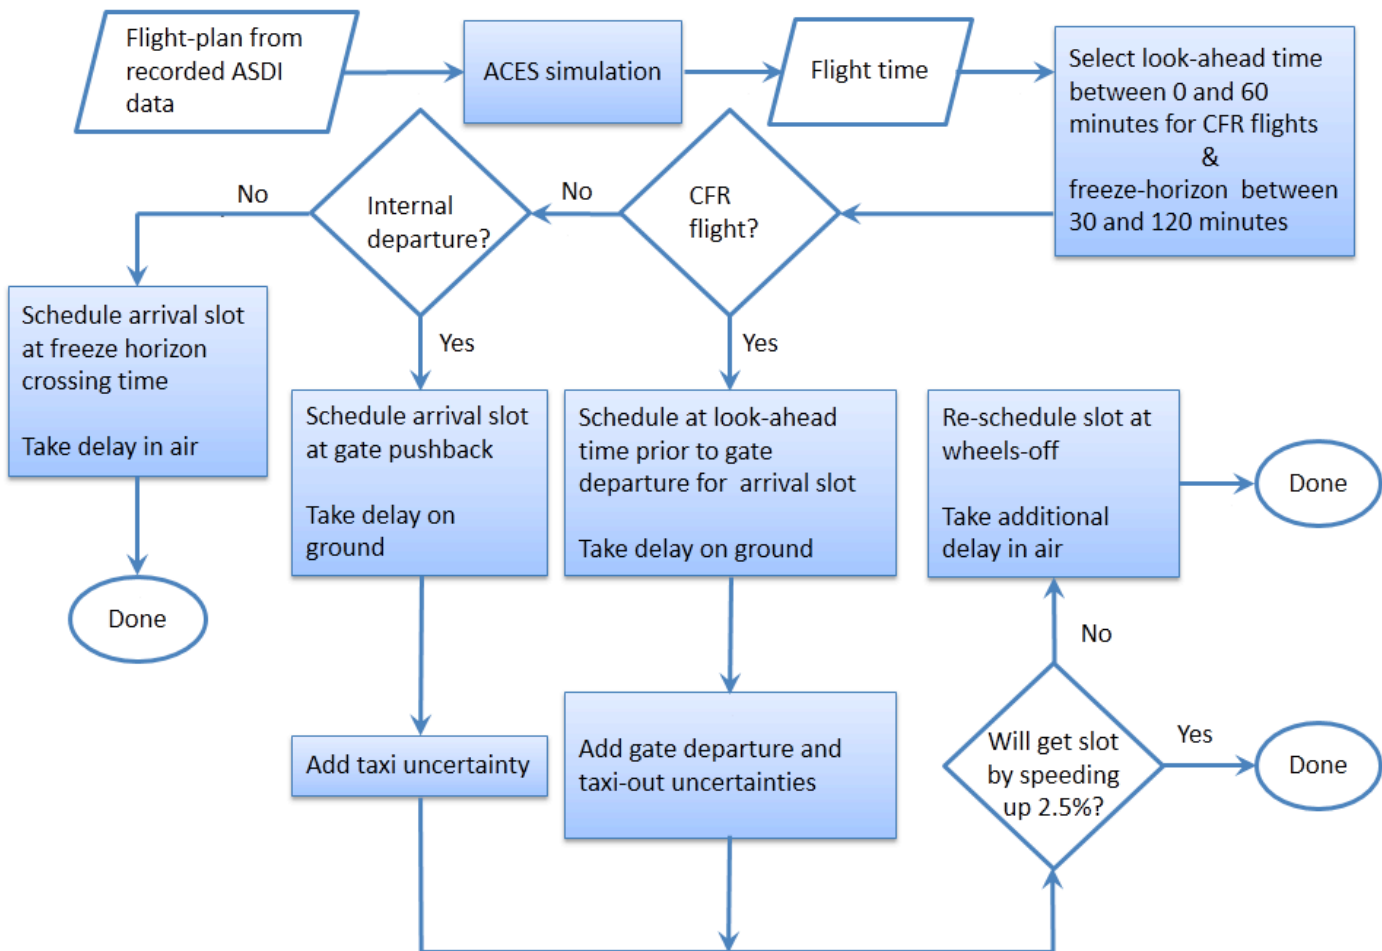 Flight-plan from
recorded ASDI
data
ACES simulation
Flight time
Select look-ahead time
between 0 and 60
minutes for CFR flights
&
freeze-horizon between
30 and 120 minutes
No
Internal
departure?
No
CFR
flight?
Schedule arrival slot
at freeze horizon
crossing time
Take delay in air
Yes
Yes
Schedule arrival slot
at gate pushback
Take delay on
ground
Schedule at look-ahead
time prior to gate
departure for arrival slot
Take delay on ground
Re-schedule slot at
wheels-off
Take additional
delay in air
Done
Done
No
Add taxi uncertainty
Add gate departure and
taxi-out uncertainties
Will get slot
by speeding
up 2.5%?
Yes
Done